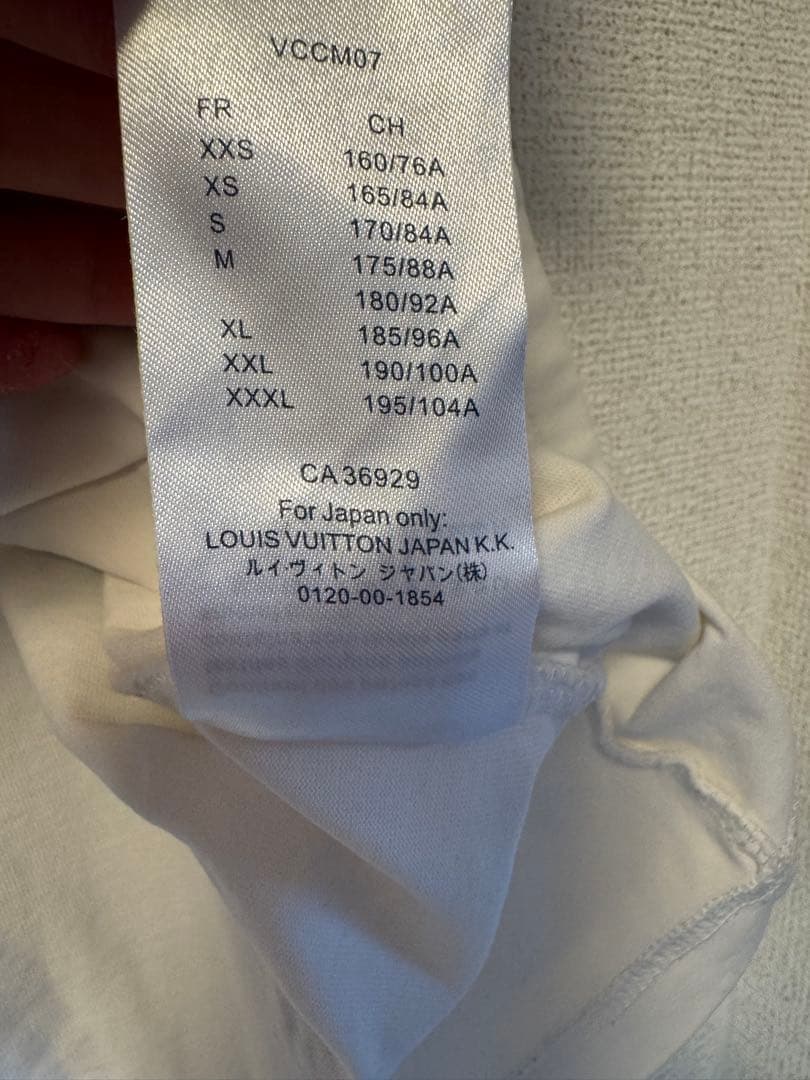 VCCM07
FR CH
XXS 160/76A
XS 165/84A
S 170/84A
M 175/88A
180/92A
XL 185/96A
XXL 190/100A
XXXL 195/104A
CA 36929
For Japan only:
LOUIS VUITTON JAPAN K.K.
ルイ・ヴィトン ジャパン(株)
0120-00-1854